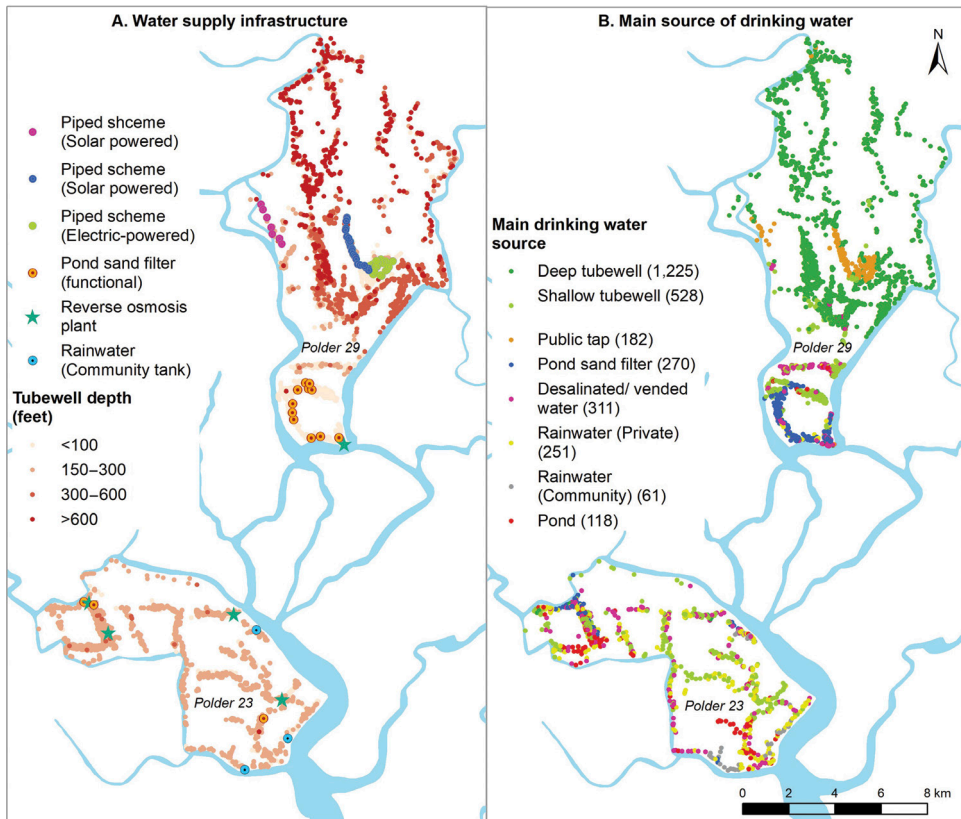 A. Water supply infrastructure
Piped shceme
(Solar powered)
Piped scheme
(Solar powered)
Piped scheme
(Electric-powered)
Pond sand filter
(functional)
Reverse osmosis
plant
Rainwater
(Community tank)
Tubewell depth
(feet)
<100
150–300
300–600
>600
Polder 29
Polder 23
B. Main source of drinking water
N
Main drinking water
source
Deep tubewell (1,225)
Shallow tubewell (528)
Public tap (182)
Pond sand filter (270)
Desalinated/ vended
water (311)
Rainwater (Private)
(251)
Rainwater
(Community) (61)
Pond (118)
Polder 29
Polder 23
0 2 4 6 8 km